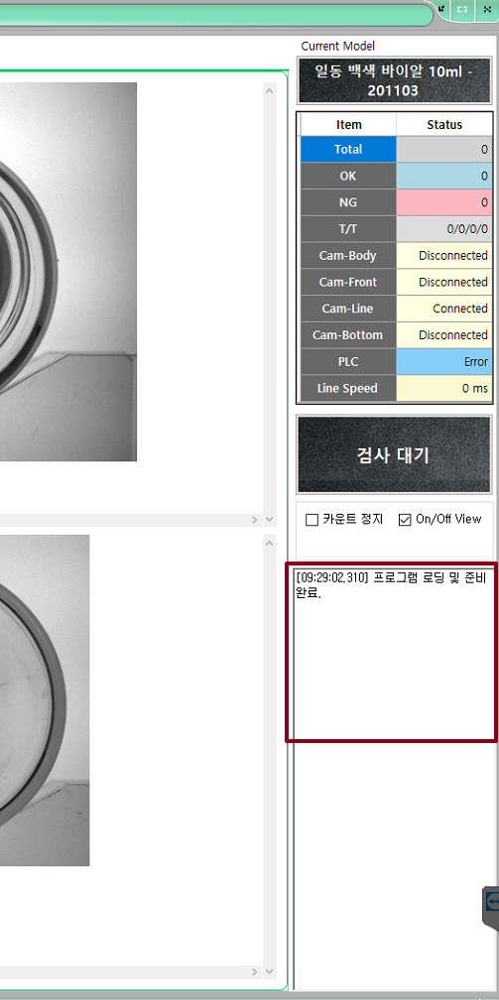 Current Model
일동 백색 바이알 10ml -
201103
Item Status
Total 0
OK 0
NG 0
T/T 0/0/0/0
Cam-Body Disconnected
Cam-Front Disconnected
Cam-Line Connected
Cam-Bottom Disconnected
PLC Error
Line Speed 0 ms
검사 대기
카운트 정지 On/Off View
[09:29:02.310] 프로그램 로딩 및 준비
완료.